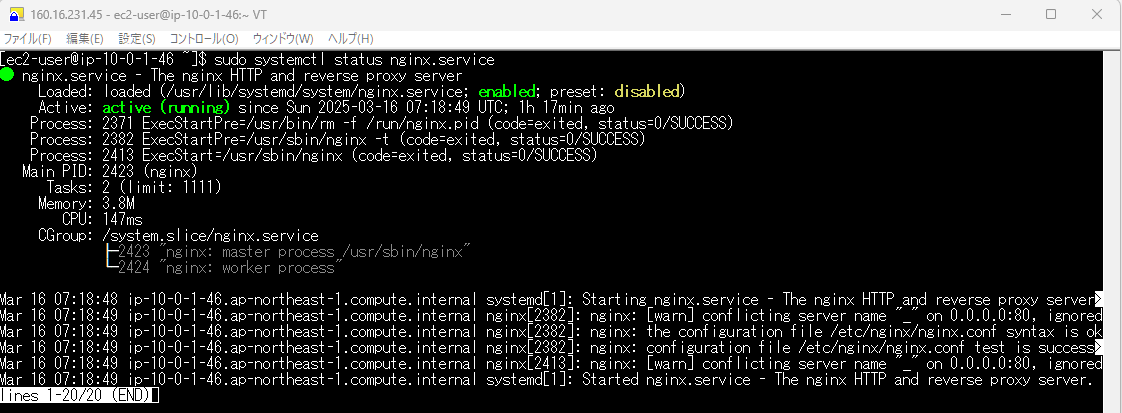 160.16.231.45 - ec2-user@ip-10-0-1-46:~ VT
ファイル(F) 編集(E) 設定(S) コントロール(O) ウィンドウ(W) ヘルプ(H)
[ec2-user@ip-10-0-1-46 ~]$ sudo systemctl status nginx.service
● nginx.service - The nginx HTTP and reverse proxy server
     Loaded: loaded (/usr/lib/systemd/system/nginx.service; enabled; preset: disabled)
     Active: active (running) since Sun 2025-03-16 07:18:49 UTC; 1h 17min ago
    Process: 2371 ExecStartPre=/usr/bin/rm -f /run/nginx.pid (code=exited, status=0/SUCCESS)
    Process: 2382 ExecStartPre=/usr/sbin/nginx -t (code=exited, status=0/SUCCESS)
    Process: 2413 ExecStart=/usr/sbin/nginx (code=exited, status=0/SUCCESS)
   Main PID: 2423 (nginx)
      Tasks: 2 (limit: 1111)
     Memory: 3.8M
        CPU: 147ms
     CGroup: /system.slice/nginx.service
             ├─2423 "nginx: master process /usr/sbin/nginx"
             └─2424 "nginx: worker process"
Mar 16 07:18:48 ip-10-0-1-46.ap-northeast-1.compute.internal systemd[1]: Starting nginx.service - The nginx HTTP and reverse proxy server>
Mar 16 07:18:49 ip-10-0-1-46.ap-northeast-1.compute.internal nginx[2382]: nginx: [warn] conflicting server name "_" on 0.0.0.0:80, ignored
Mar 16 07:18:49 ip-10-0-1-46.ap-northeast-1.compute.internal nginx[2382]: nginx: the configuration file /etc/nginx/nginx.conf syntax is ok
Mar 16 07:18:49 ip-10-0-1-46.ap-northeast-1.compute.internal nginx[2382]: nginx: configuration file /etc/nginx/nginx.conf test is success>
Mar 16 07:18:49 ip-10-0-1-46.ap-northeast-1.compute.internal nginx[2413]: nginx: [warn] conflicting server name "_" on 0.0.0.0:80, ignored
Mar 16 07:18:49 ip-10-0-1-46.ap-northeast-1.compute.internal systemd[1]: Started nginx.service - The nginx HTTP and reverse proxy server.
lines 1-20/20 (END)